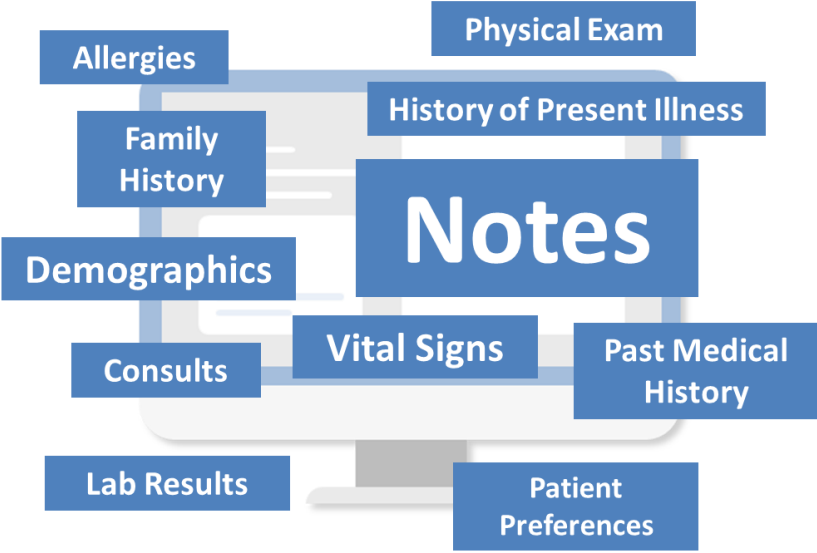 Physical Exam
Allergies
History of Present Illness
Family
History
Notes
Demographics
Vital Signs
Past Medical
History
Consults
Lab Results
Patient
Preferences